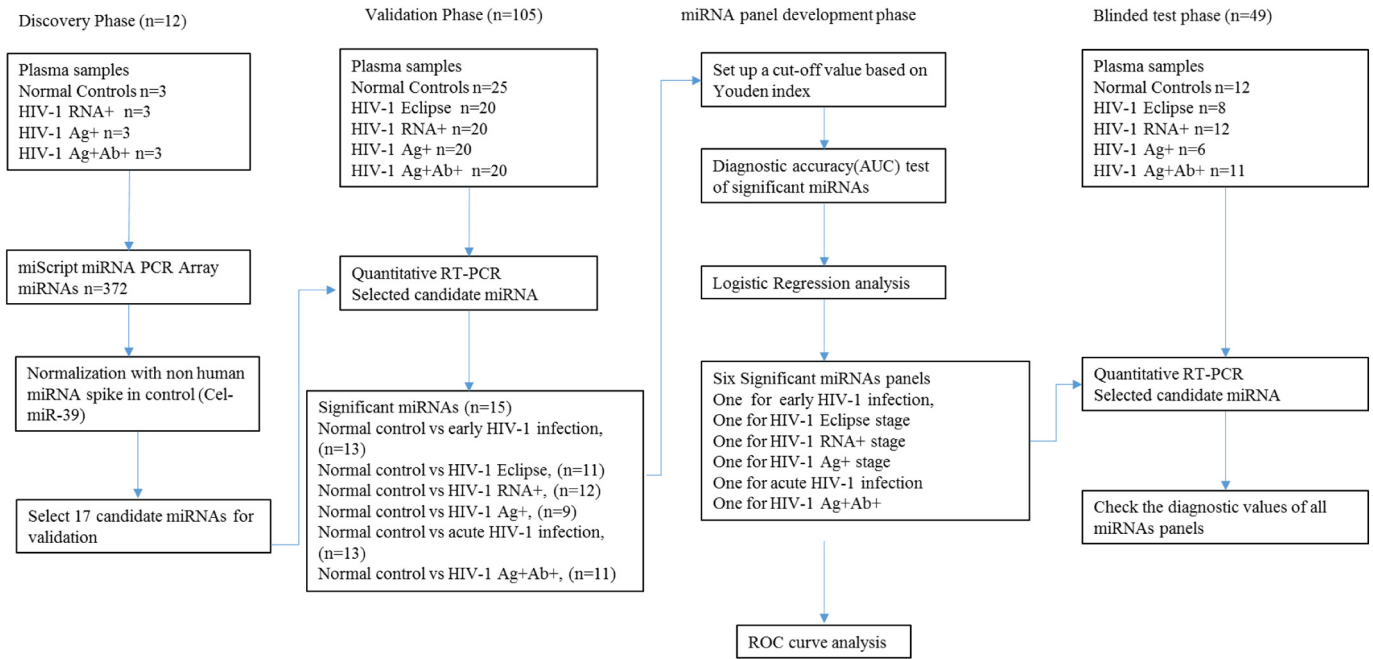 Discovery Phase (n=12)
Plasma samples
Normal Controls n=3
HIV-1 RNA+ n=3
HIV-1 Ag+ n=3
HIV-1 Ag+Ab+ n=3
miScript miRNA PCR Array
miRNAs n=372
Normalization with non human
miRNA spike in control (Cel-
miR-39)
Select 17 candidate miRNAs for
validation
Validation Phase (n=105)
Plasma samples
Normal Controls n=25
HIV-1 Eclipse n=20
HIV-1 RNA+ n=20
HIV-1 Ag+ n=20
HIV-1 Ag+Ab+ n=20
Quantitative RT-PCR
Selected candidate miRNA
Significant miRNAs (n=15)
Normal control vs early HIV-1 infection,
(n=13)
Normal control vs HIV-1 Eclipse, (n=11)
Normal control vs HIV-1 RNA+, (n=12)
Normal control vs HIV-1 Ag+, (n=9)
Normal control vs acute HIV-1 infection,
(n=13)
Normal control vs HIV-1 Ag+Ab+, (n=11)
miRNA panel development phase
Set up a cut-off value based on
Youden index
Diagnostic accuracy(AUC) test
of significant miRNAs
Logistic Regression analysis
Six Significant miRNAs panels
One for early HIV-1 infection,
One for HIV-1 Eclipse stage
One for HIV-1 RNA+ stage
One for HIV-1 Ag+ stage
One for acute HIV-1 infection
One for HIV-1 Ag+Ab+
ROC curve analysis
Blinded test phase (n=49)
Plasma samples
Normal Controls n=12
HIV-1 Eclipse n=8
HIV-1 RNA+ n=12
HIV-1 Ag+ n=6
HIV-1 Ag+Ab+ n=11
Quantitative RT-PCR
Selected candidate miRNA
Check the diagnostic values of all
miRNAs panels